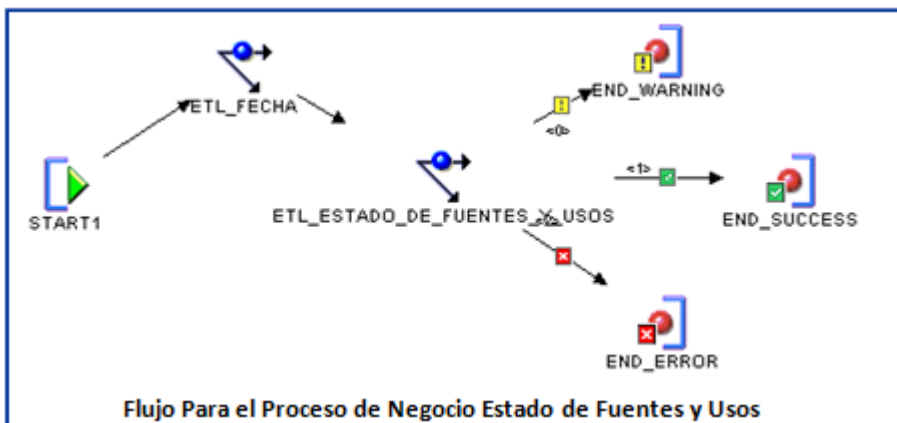 ETL_FECHA
END_WARNING
<0>
START1
<1>
ETL_ESTADO_DE_FUENTES_Y_USOS
END_SUCCESS
END_ERROR
Flujo Para el Proceso de Negocio Estado de Fuentes y Usos